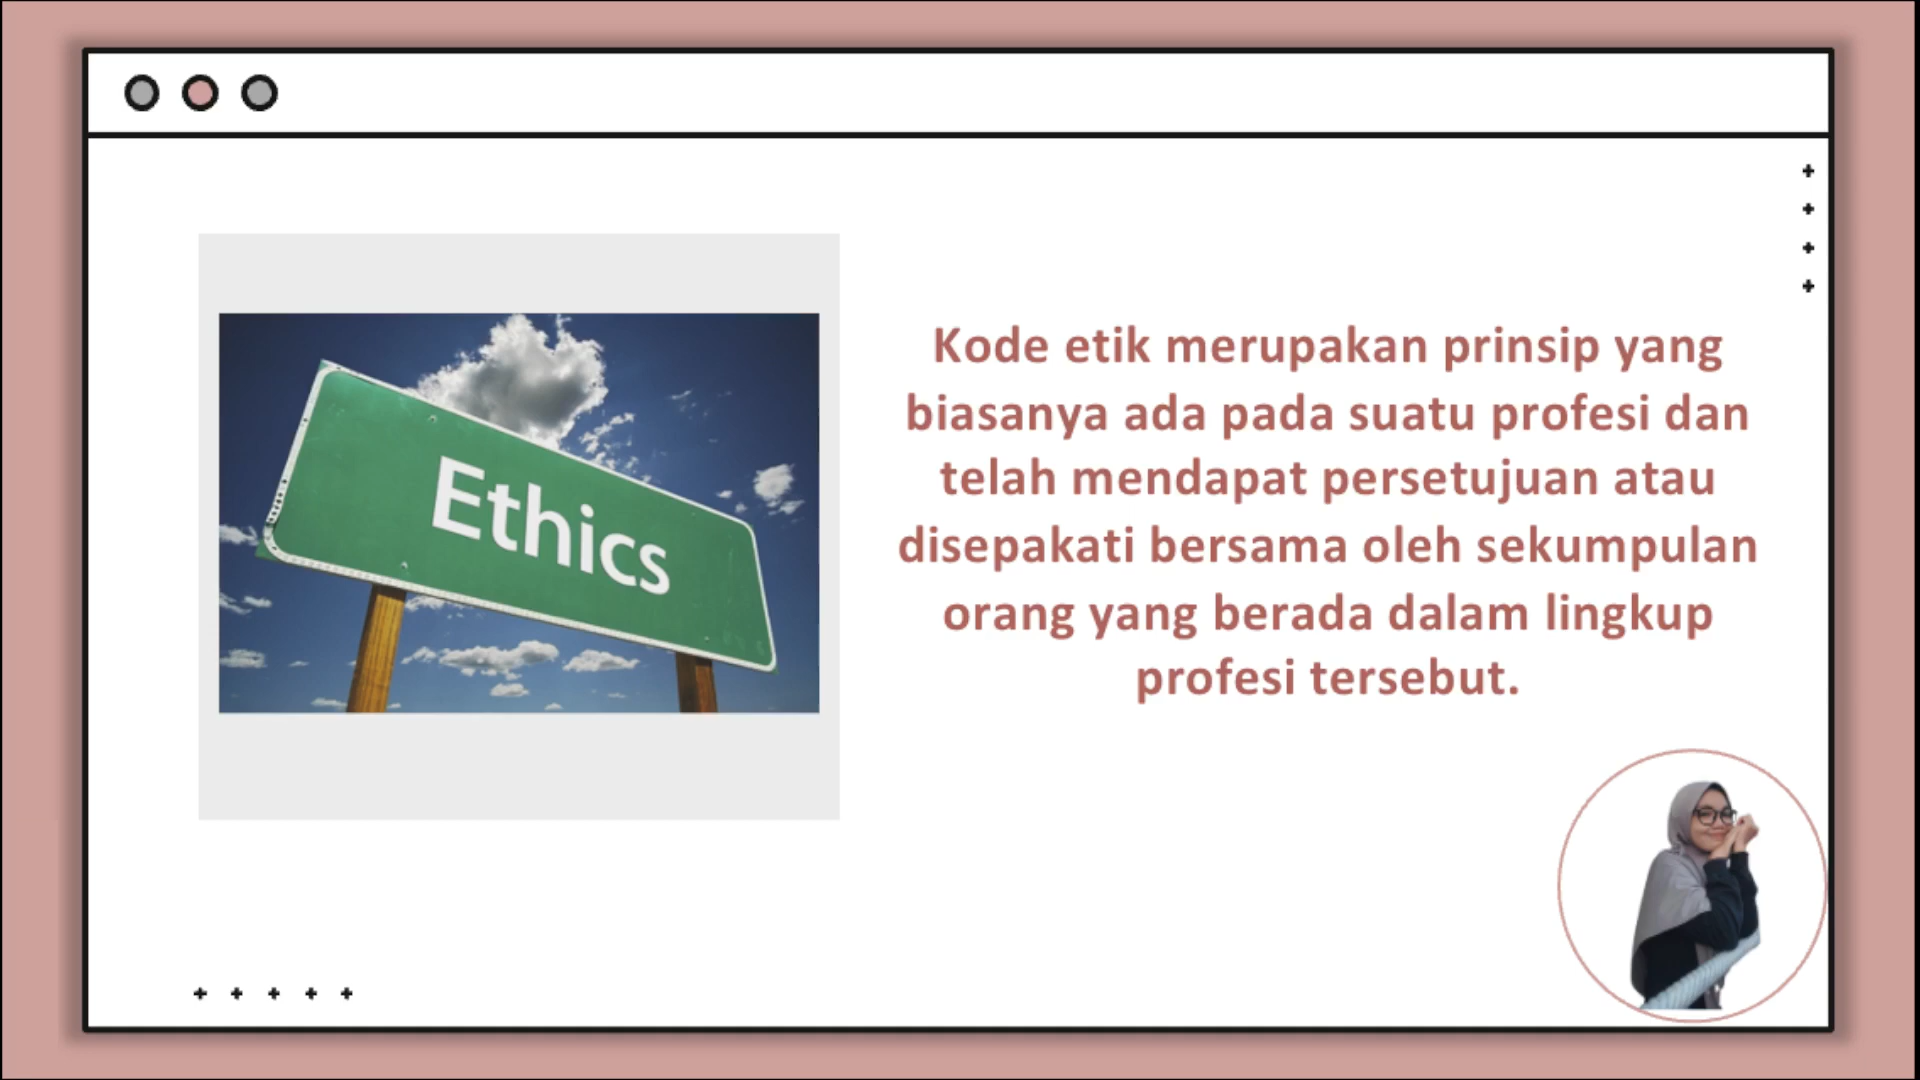 Ethics
Kode etik merupakan prinsip yang
biasanya ada pada suatu profesi dan
telah mendapat persetujuan atau
disepakati bersama oleh sekumpulan
orang yang berada dalam lingkup
profesi tersebut.